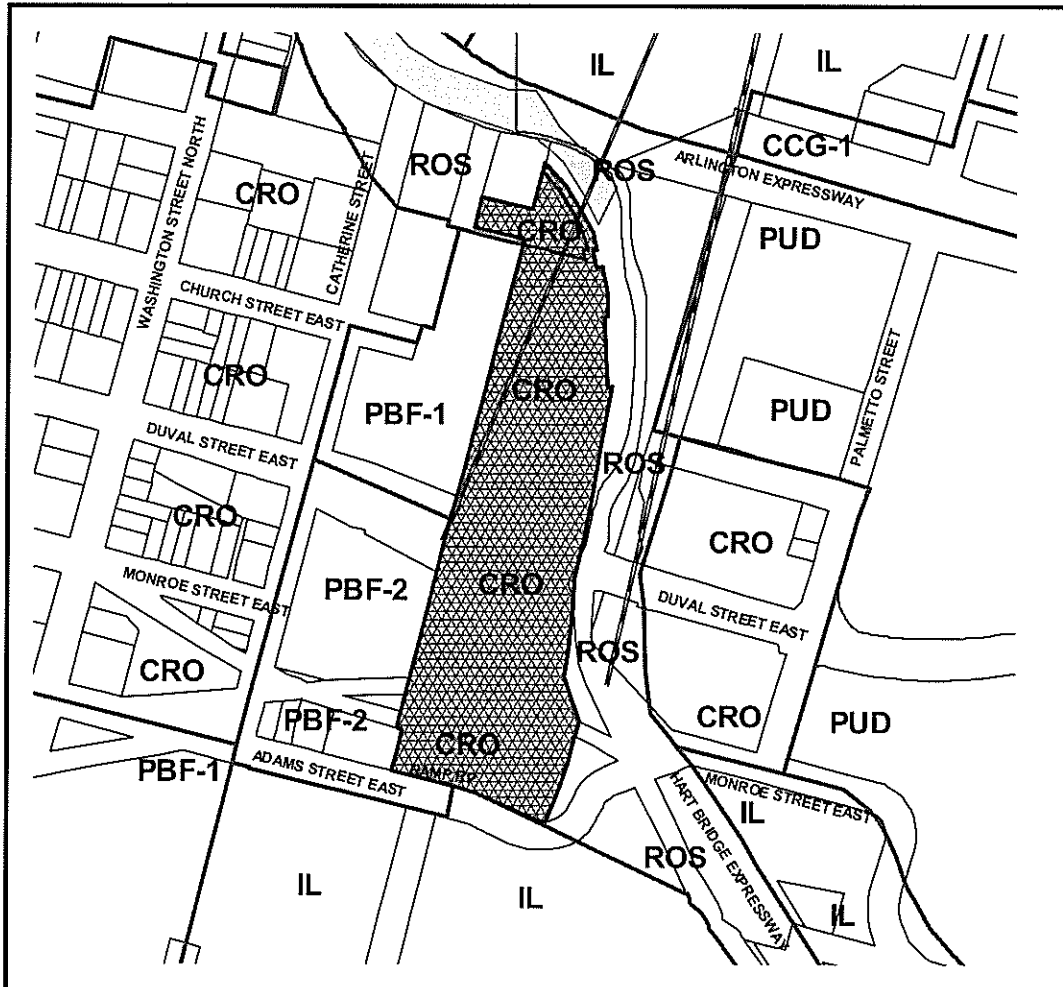 IL
IL
CCG-1
ARLINGTON EXPRESSWAY
ROS
ROS
CRO
WASHINGTON STREET NORTH
CATHERINE STREET
CRO
PUD
CHURCH STREET EAST
PALMETTO STREET
CRO
CRO
PBF-1
PUD
DUVAL STREET EAST
ROS
CRO
CRO
MONROE STREET EAST
PBF-2
CRO
DUVAL STREET EAST
ROS
CRO
PBF-2
CRO
CRO
PUD
PBF-1
ADAMS STREET EAST
HART BRIDGE EXPRESSWAY
MONROE STREET EAST
IL
ROS
IL
IL
IL